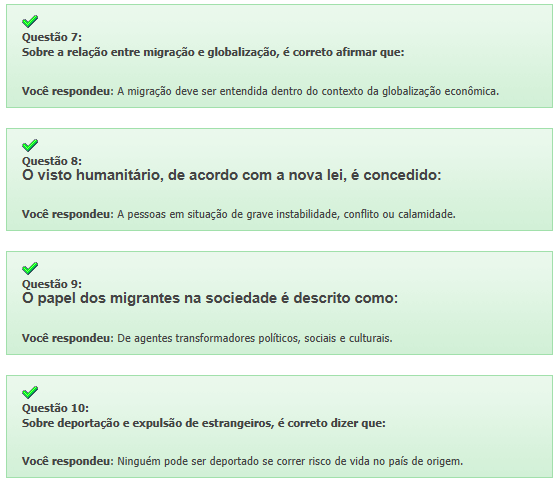 Questão 7:
Sobre a relação entre migração e globalização, é correto afirmar que:
Você respondeu: A migração deve ser entendida dentro do contexto da globalização econômica.
Questão 8:
O visto humanitário, de acordo com a nova lei, é concedido:
Você respondeu: A pessoas em situação de grave instabilidade, conflito ou calamidade.
Questão 9:
O papel dos migrantes na sociedade é descrito como:
Você respondeu: De agentes transformadores políticos, sociais e culturais.
Questão 10:
Sobre deportação e expulsão de estrangeiros, é correto dizer que:
Você respondeu: Ninguém pode ser deportado se correr risco de vida no país de origem.